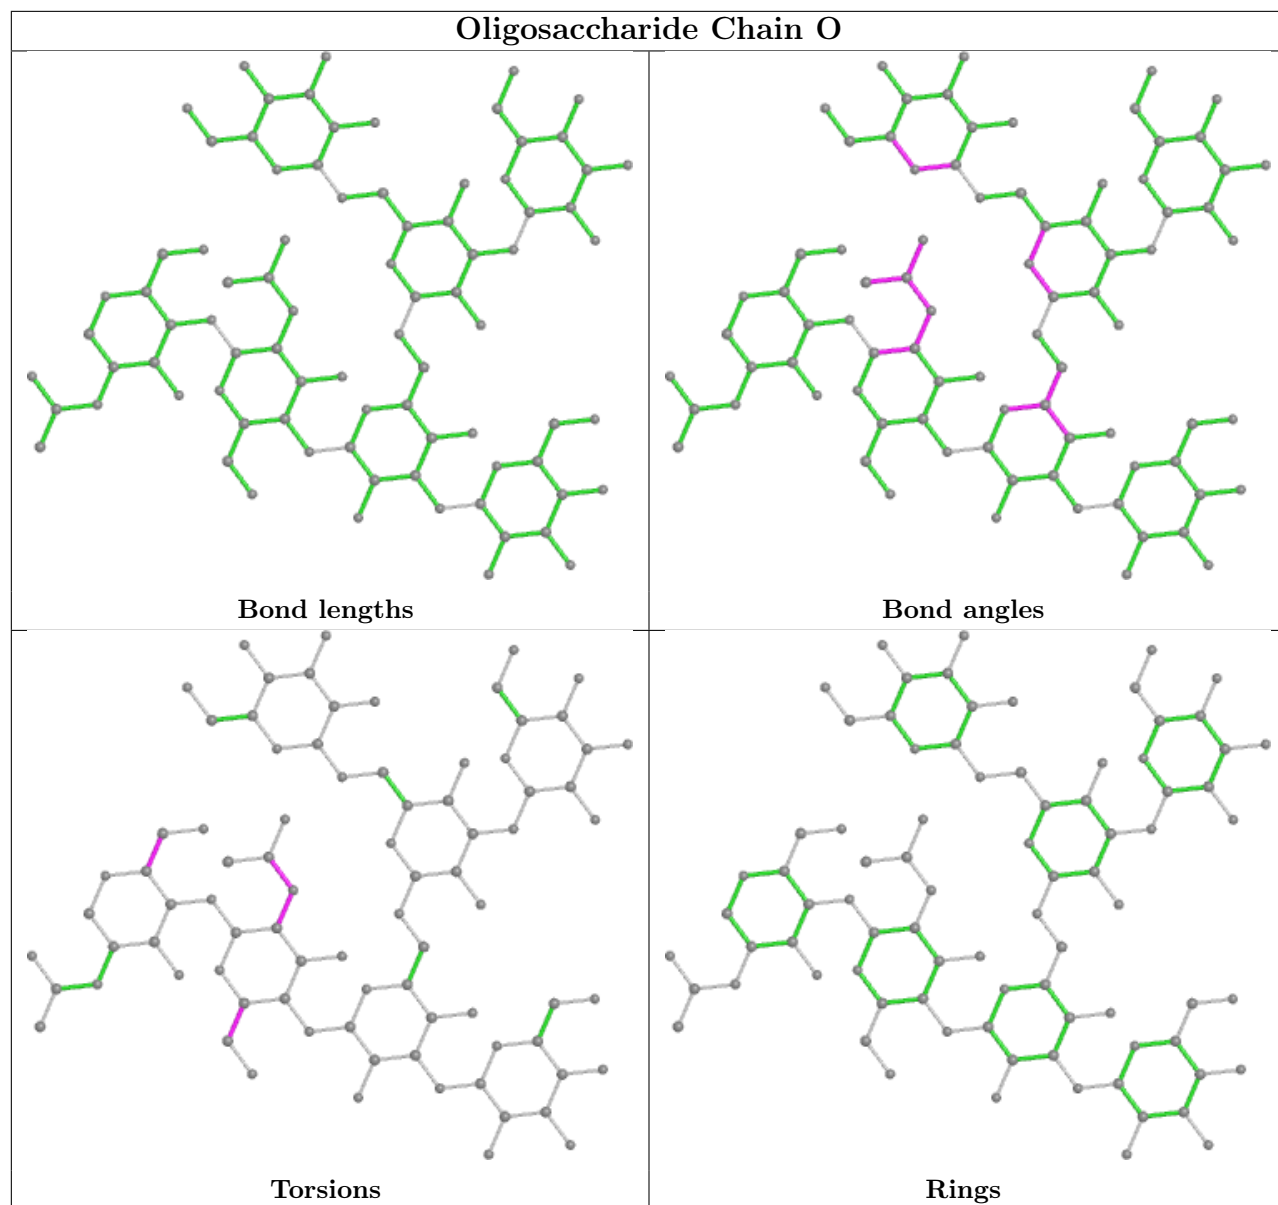 Oligosaccharide Chain O
Bond lengths
Bond angles
Torsions
Rings